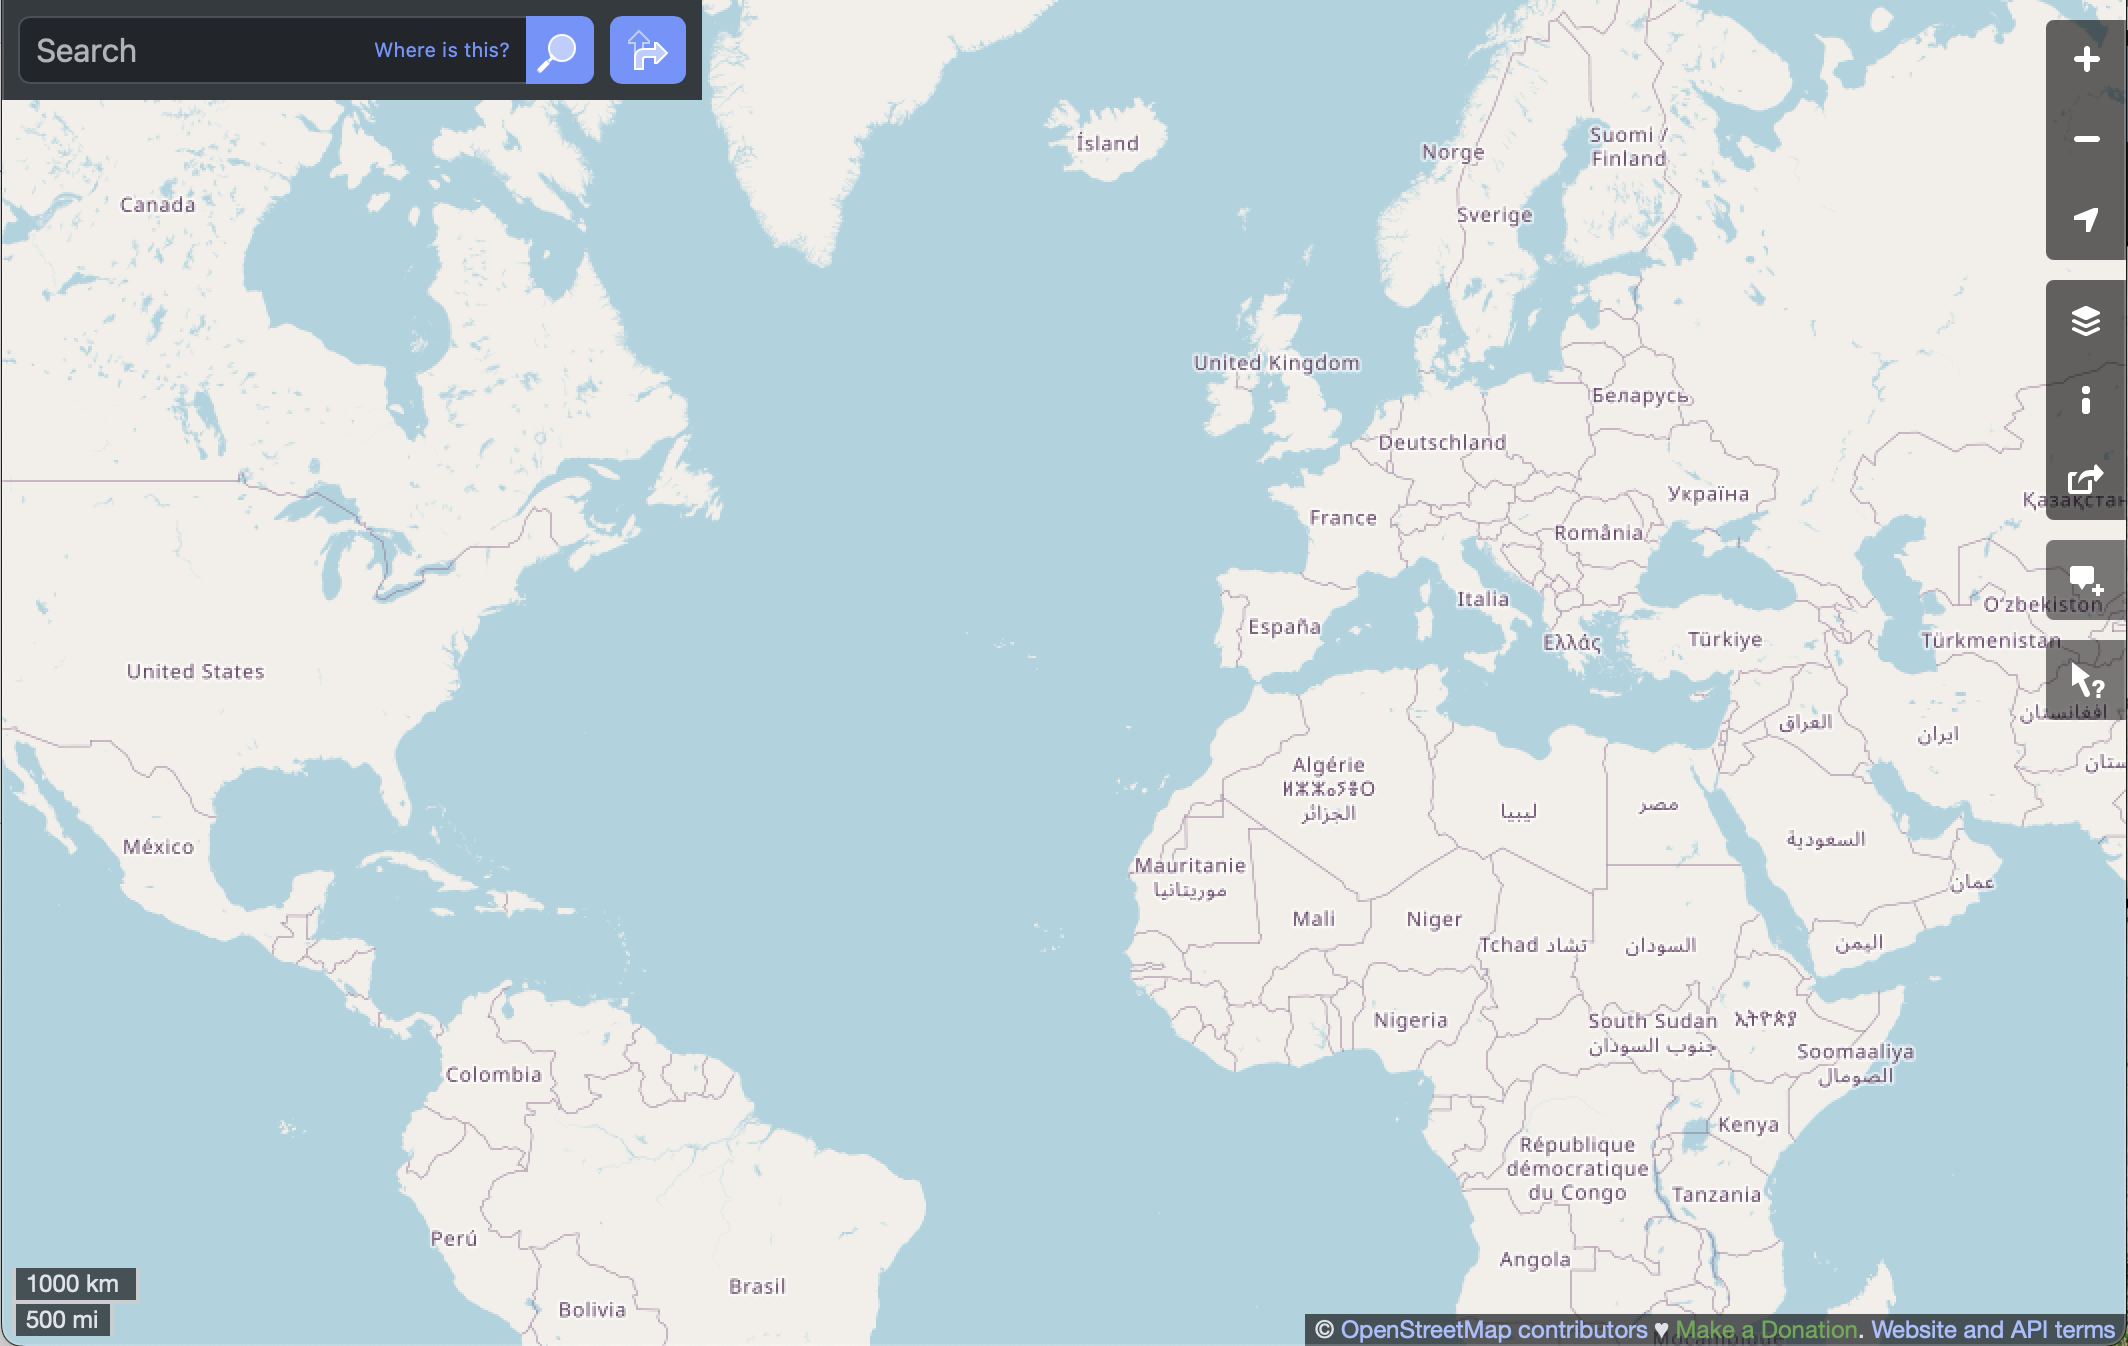 Search
Where is this?
Ísland
Norge
Suomi /
Finland
Canada
Sverige
United Kingdom
Беларусь
Deutschland
Україна
Қазақстан
France
România
Italia
O‘zbekiston
España
Ελλάς
Türkiye
Türkmenistan
United States
افغانستان
العراق
ایران
Algérie
ⵍⵣⵣⴰⵢⴻⵔ
الجزائر
ليبيا
مصر
السعودية
México
Mauritanie
موريتانيا
عمان
Mali
Niger
Tchad تشاد
السودان
اليمن
Nigeria
South Sudan
جنوب السودان
ኢትዮጵያ
Soomaaliya
الصومال
Colombia
Kenya
République
démocratique
du Congo
Tanzania
Perú
Angola
Brasil
Bolivia
1000 km
500 mi
© OpenStreetMap contributors ♥ Make a Donation. Website and API terms